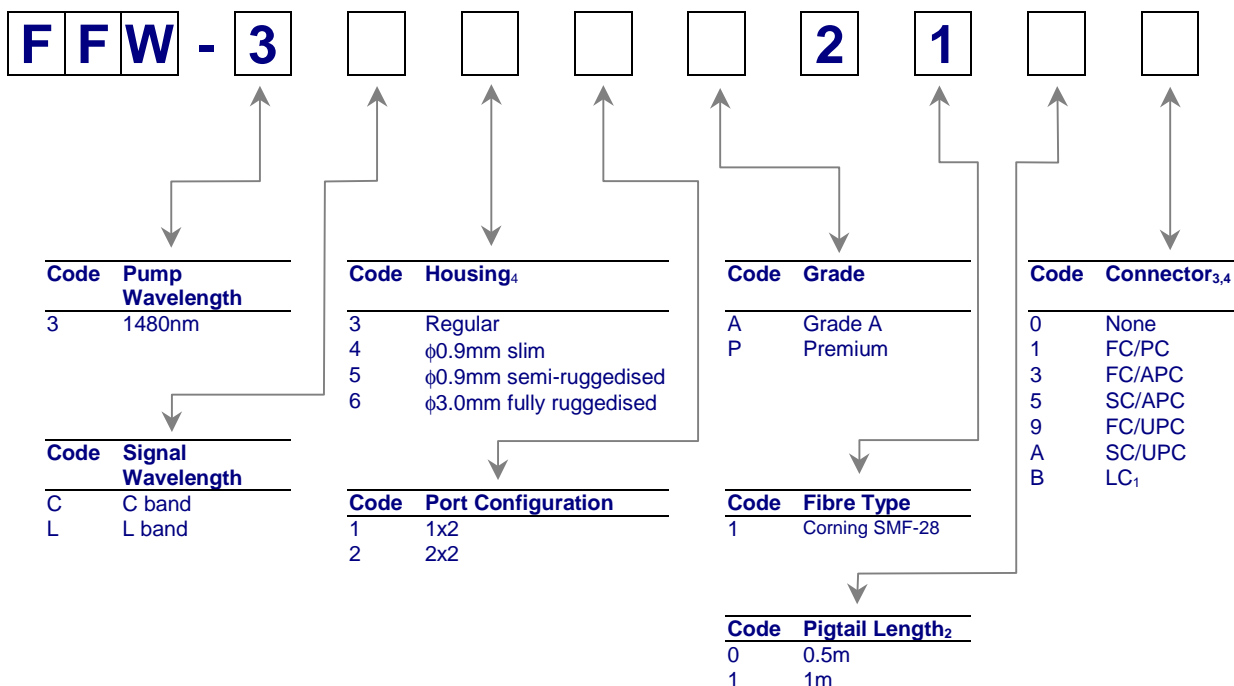 FFW - 3 2 1
Code Pump Wavelength
3 1480nm
Code Signal Wavelength
C C band
L L band
Code Housing4
3 Regular
4 ϕ0.9mm slim
5 ϕ0.9mm semi-ruggedised
6 ϕ3.0mm fully ruggedised
Code Port Configuration
1 1x2
2 2x2
Code Grade
A Grade A
P Premium
Code Fibre Type
1 Corning SMF-28
Code Pigtail Length2
0 0.5m
1 1m
Code Connector3,4
0 None
1 FC/PC
3 FC/APC
5 SC/APC
9 FC/UPC
A SC/UPC
B LC1